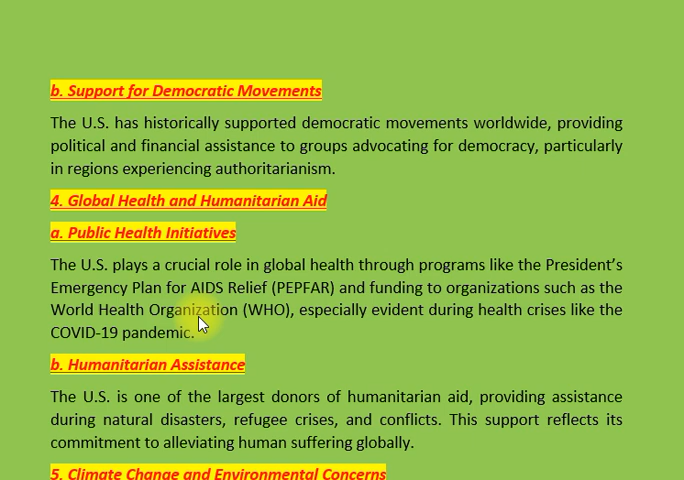 b. Support for Democratic Movements
The U.S. has historically supported democratic movements worldwide, providing
political and financial assistance to groups advocating for democracy, particularly
in regions experiencing authoritarianism.
4. Global Health and Humanitarian Aid
a. Public Health Initiatives
The U.S. plays a crucial role in global health through programs like the President’s
Emergency Plan for AIDS Relief (PEPFAR) and funding to organizations such as the
World Health Organization (WHO), especially evident during health crises like the
COVID-19 pandemic.
b. Humanitarian Assistance
The U.S. is one of the largest donors of humanitarian aid, providing assistance
during natural disasters, refugee crises, and conflicts. This support reflects its
commitment to alleviating human suffering globally.
5. Climate Change and Environmental Concerns